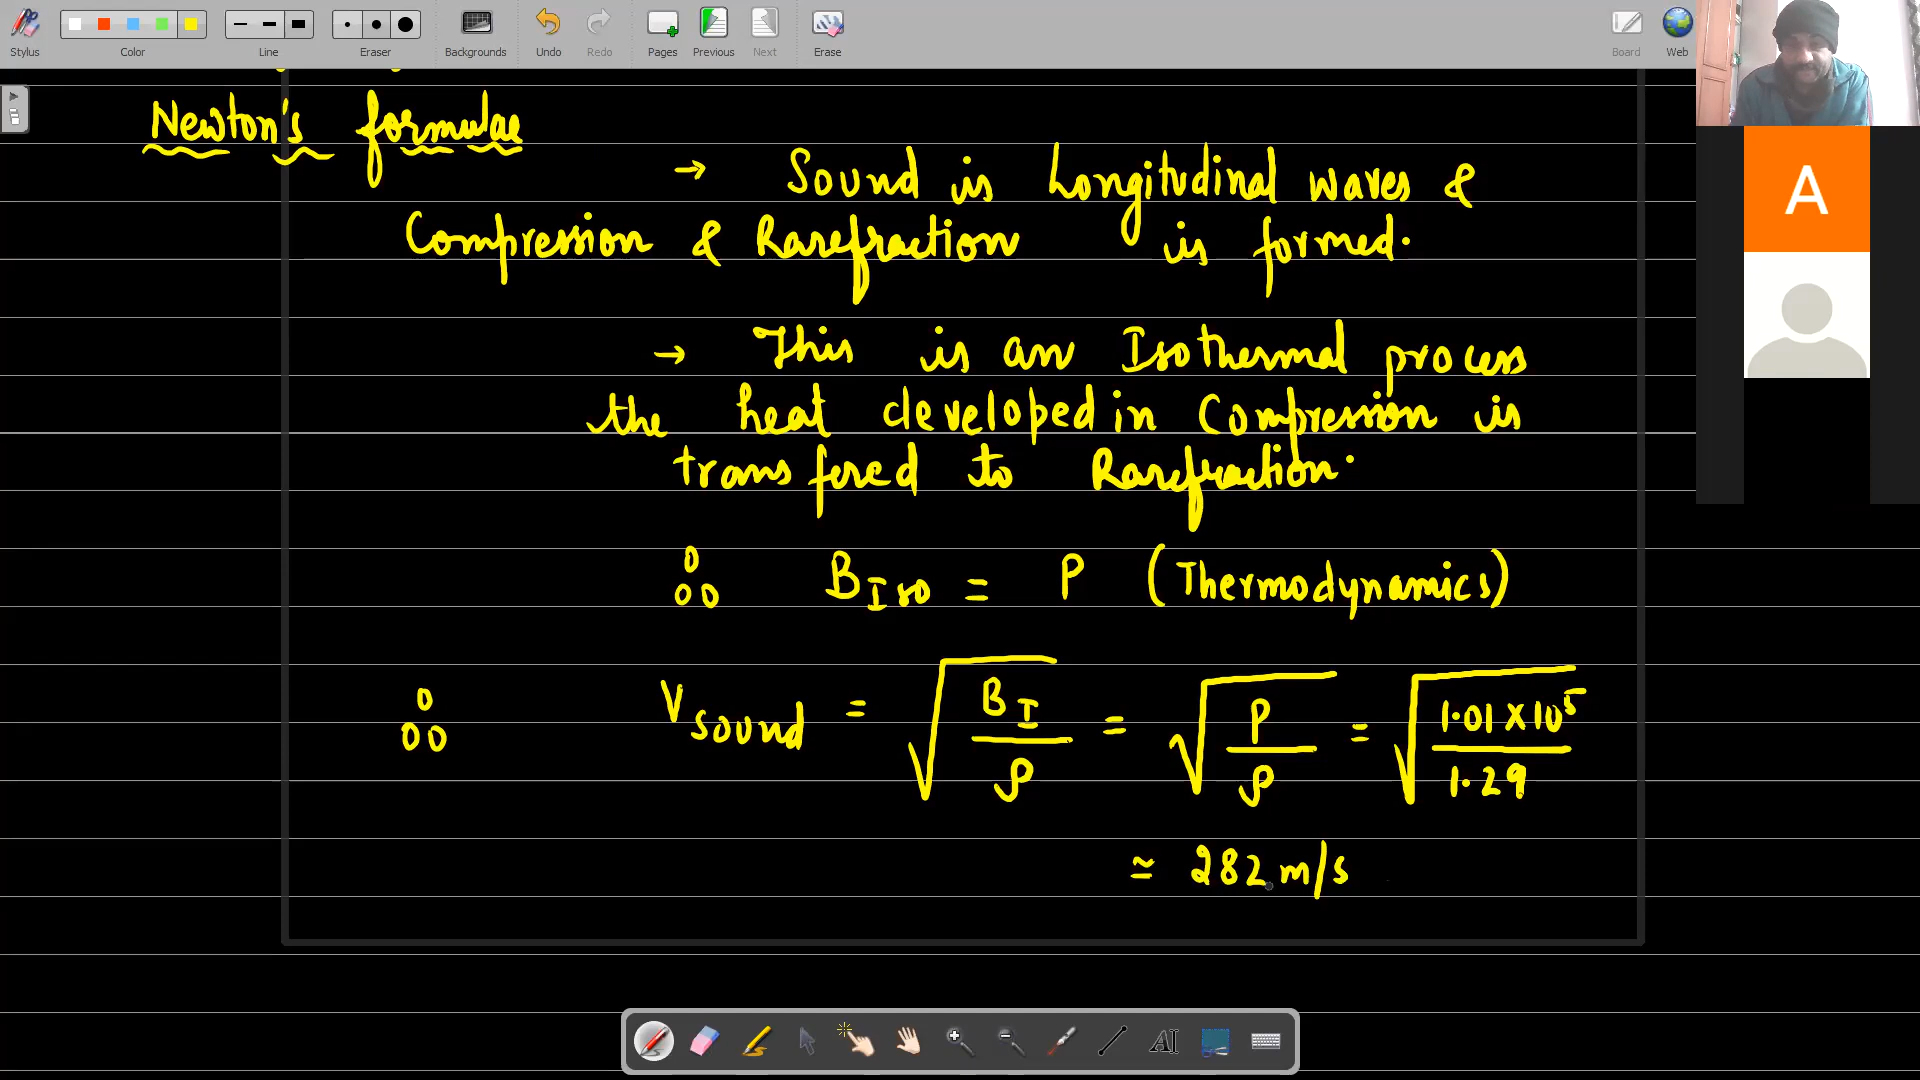 Stylus
Color
Line
Eraser
Backgrounds
Undo
Redo
Pages
Previous
Next
Erase
Board
Web
A
Newton's formulae
→ Sound is Longitudinal waves &
Compression & Rarefraction is formed.
→ This is an Isothermal process
the heat developed in Compression is
transfered to Rarefraction.
∴ B_Iso = P (Thermodynamics)
∴ V_sound = √(B_I/ρ) = √(P/ρ) = √(1.01 X 10^5/1.29)
≃ 282 m/s
AI